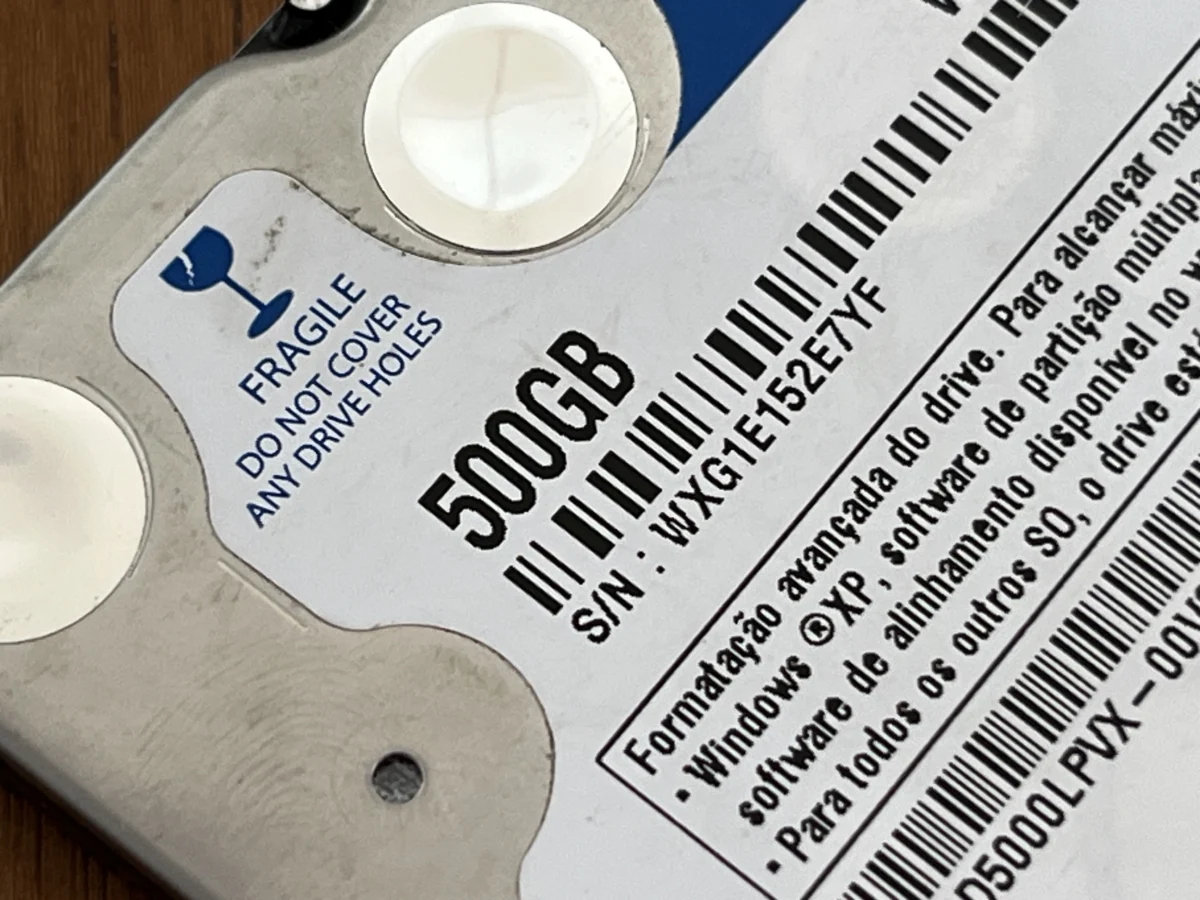 FRAGILE
DO NOT COVER
ANY DRIVE HOLES
500GB
S/N : WXG1E152E7YF
Formatação avançada do drive. Para alcançar
• Windows ®XP, software de partição
software de alinhamento disponível no
• Para todos os outros SO, o drive
D5000LPVX-00V